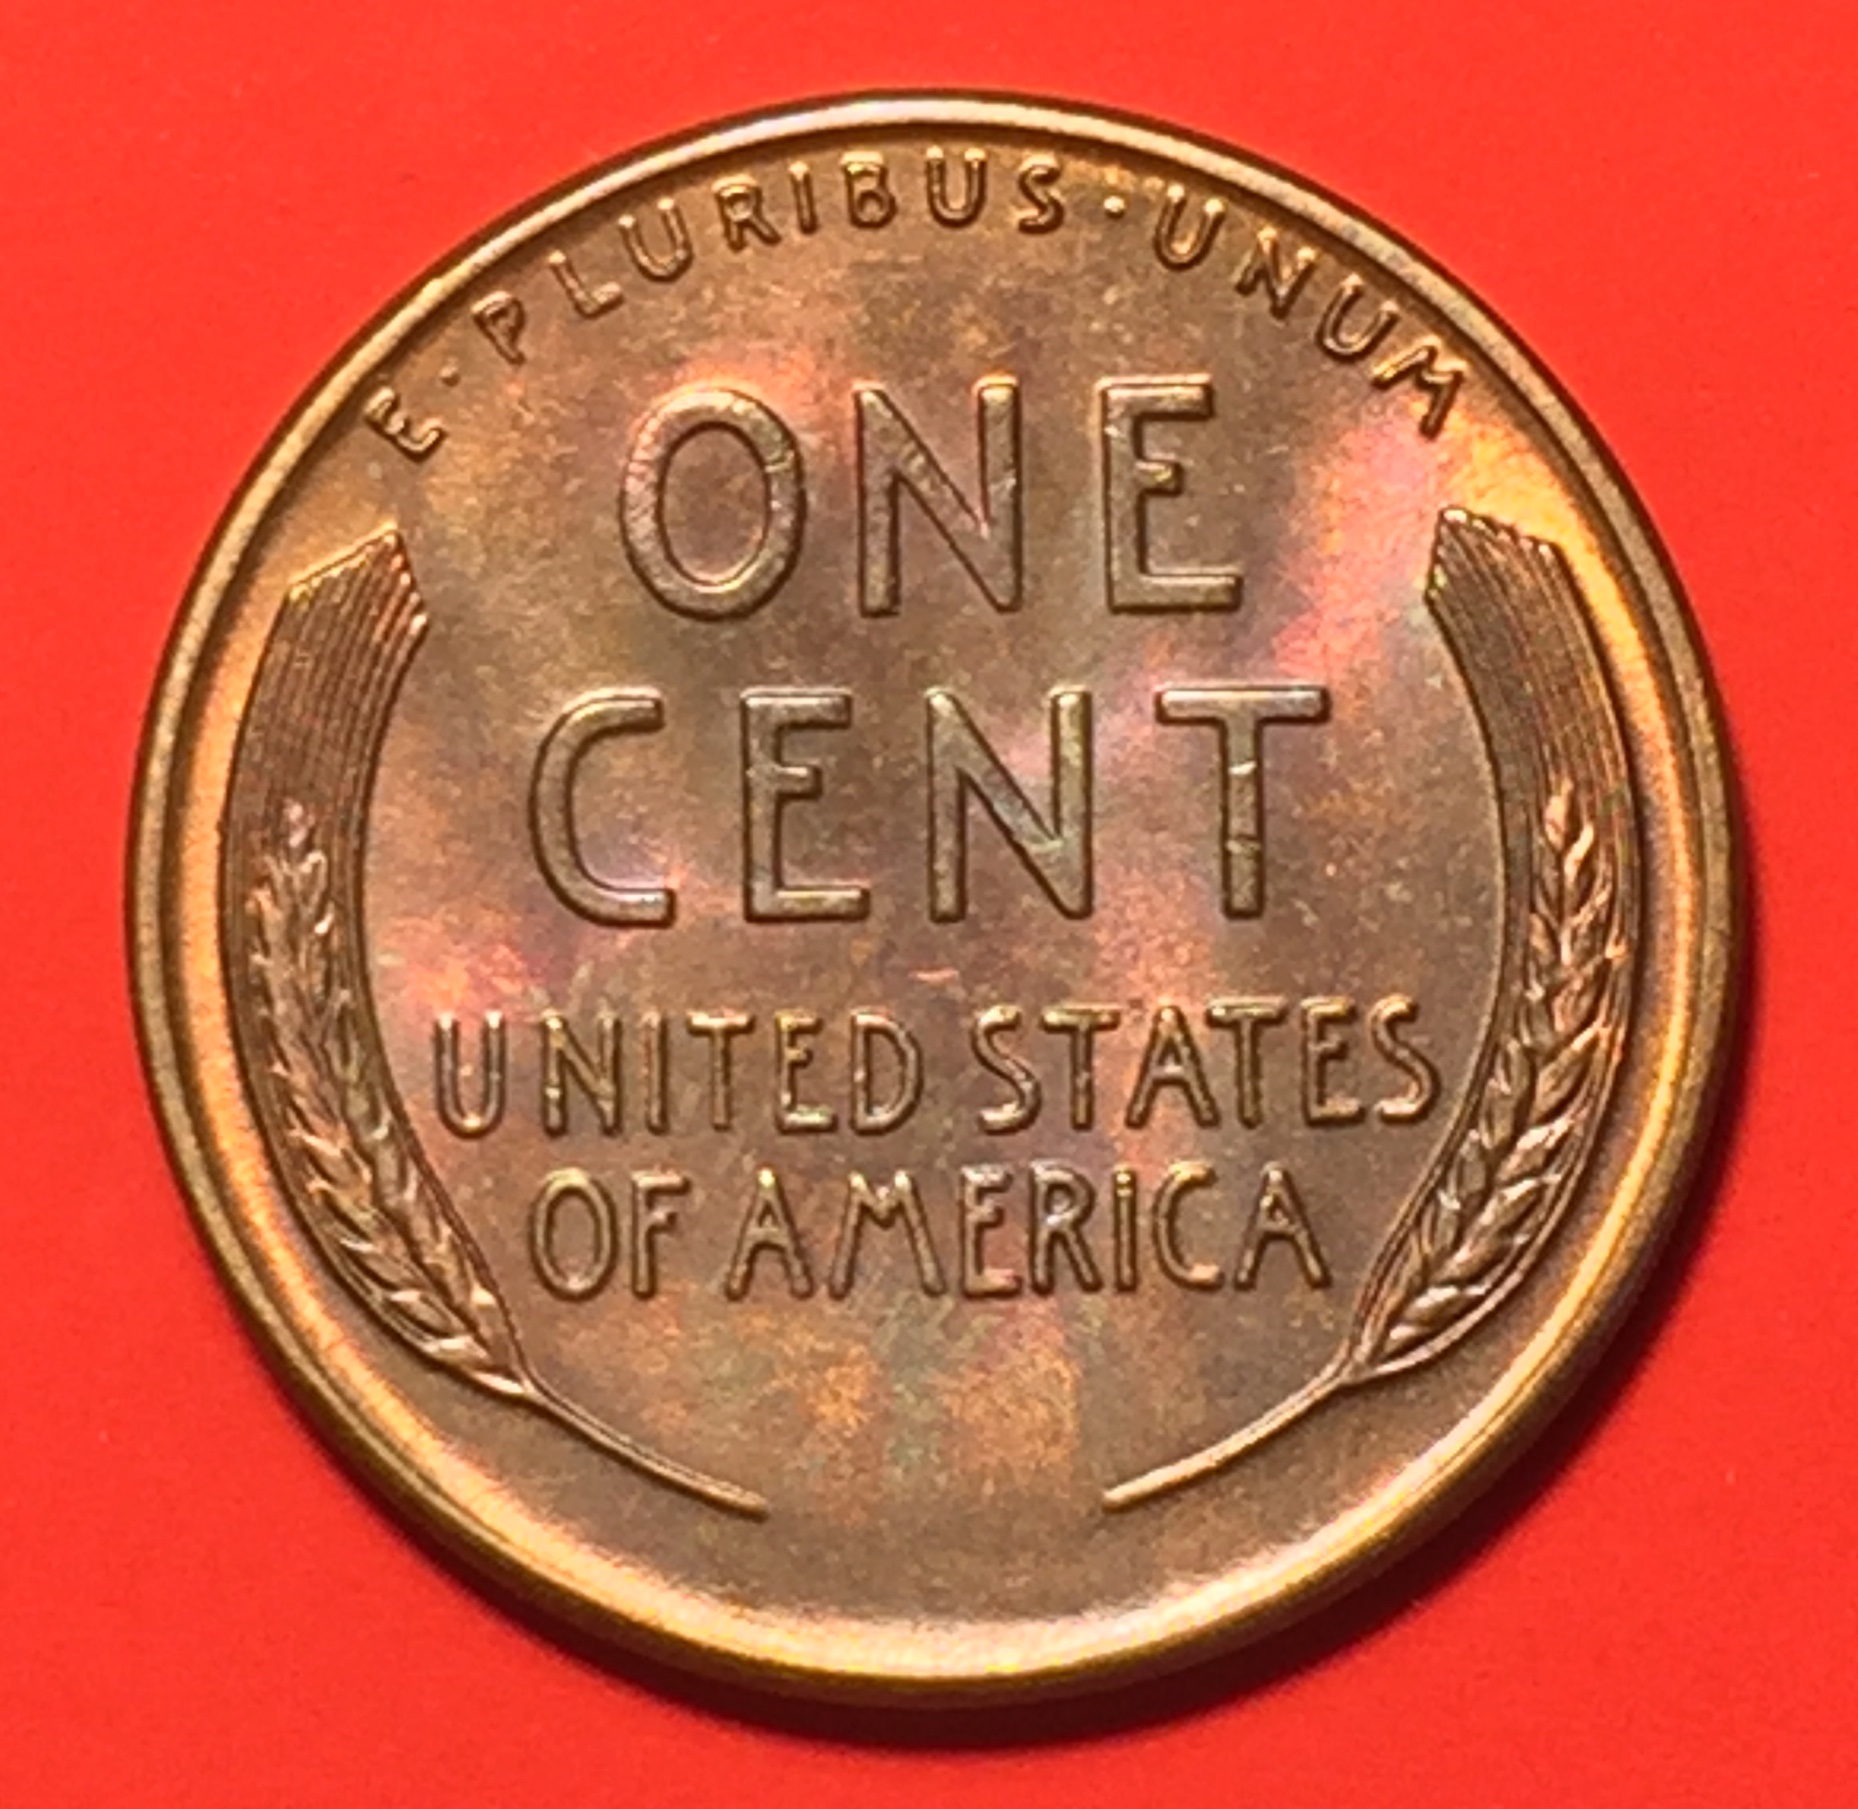 E·PLURIBUS·UNUM
ONE
CENT
UNITED STATES
OF AMERICA